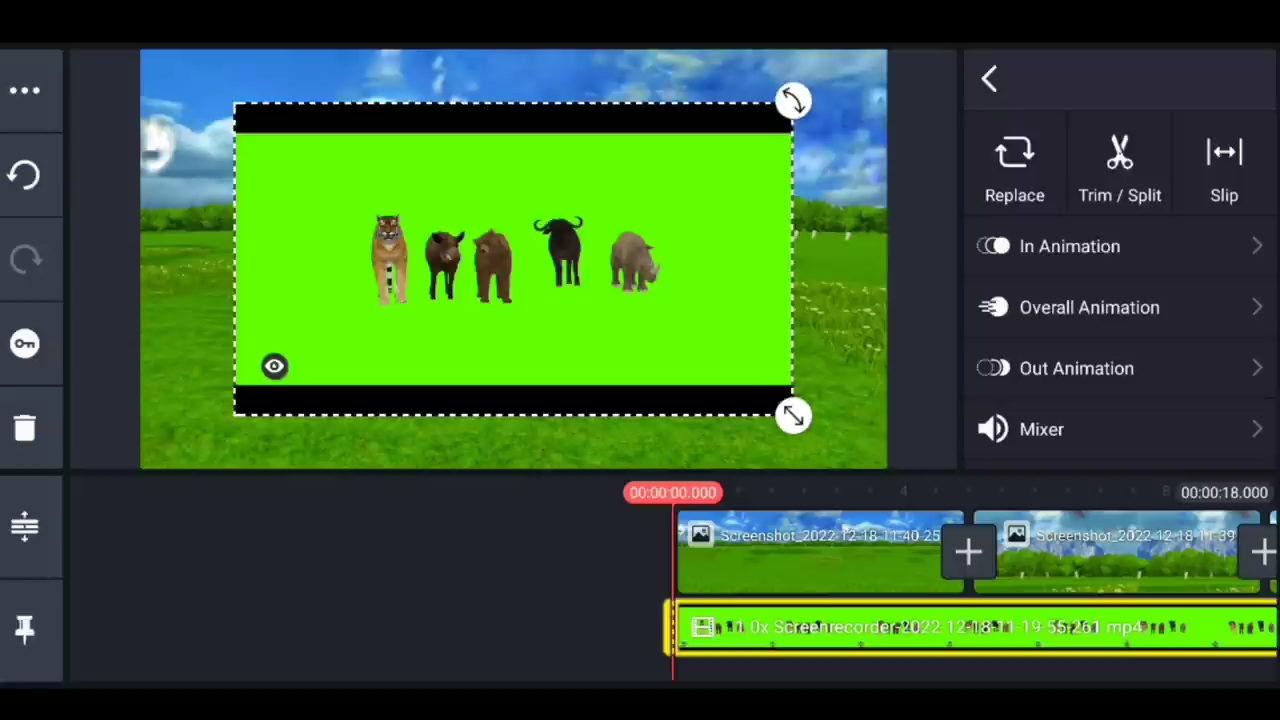 Replace
Trim / Split
Slip
In Animation
Overall Animation
Out Animation
Mixer
00:00:00.000
4
8
00:00:18.000
Screenshot_2022-12-18-11-40-25
Screenshot_2022-12-18-11-39
1.0x Screenrecorder-2022-12-18-11-19-55-261.mp4